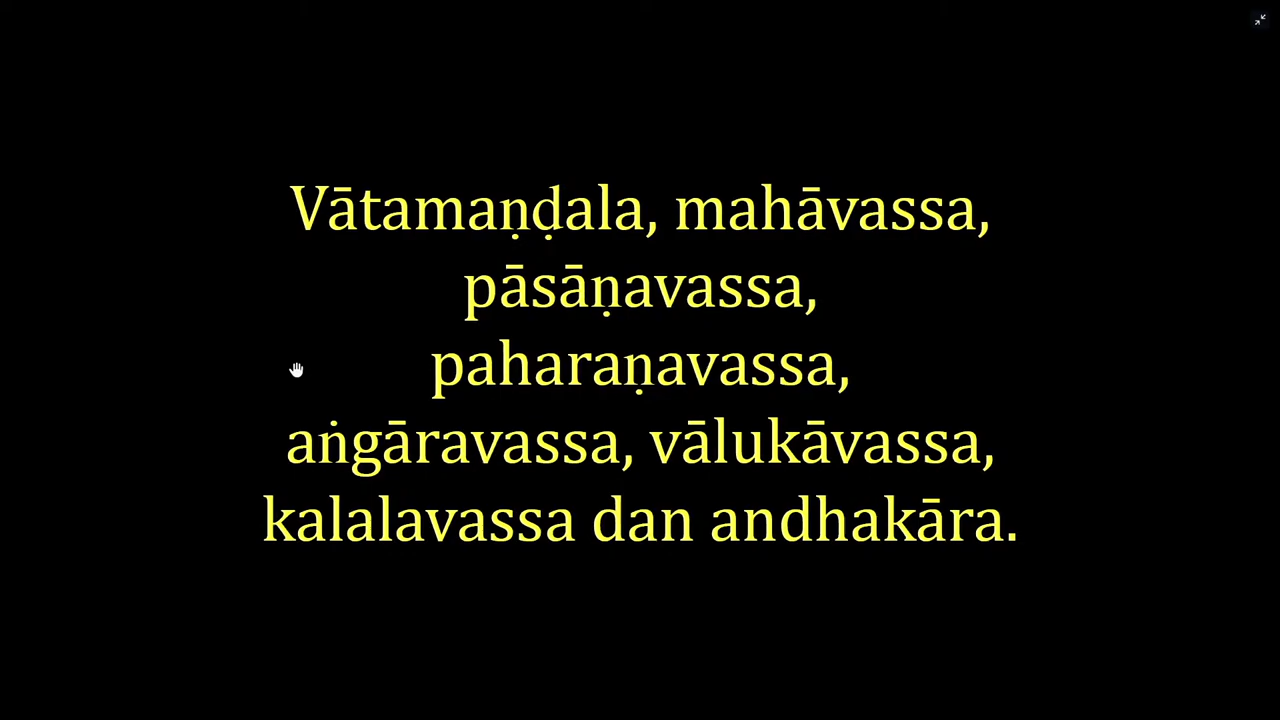 Vātamaṇḍala, mahāvassa,
pāsāṇavassa,
paharaṇavassa,
aṅgāravassa, vālukāvassa,
kalalavassa dan andhakāra.